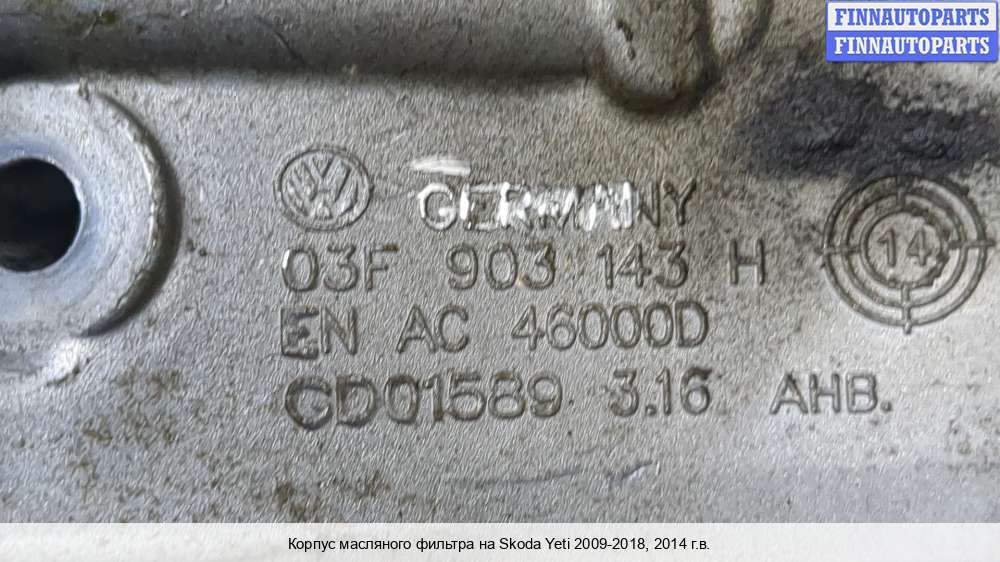 FINNAUTOPARTS
FINNAUTOPARTS
GERMANY
03F 903 143 H
14
EN AC 46000D
CD01589 3.16 AHB.
Корпус масляного фильтра на Skoda Yeti 2009-2018, 2014 г.в.